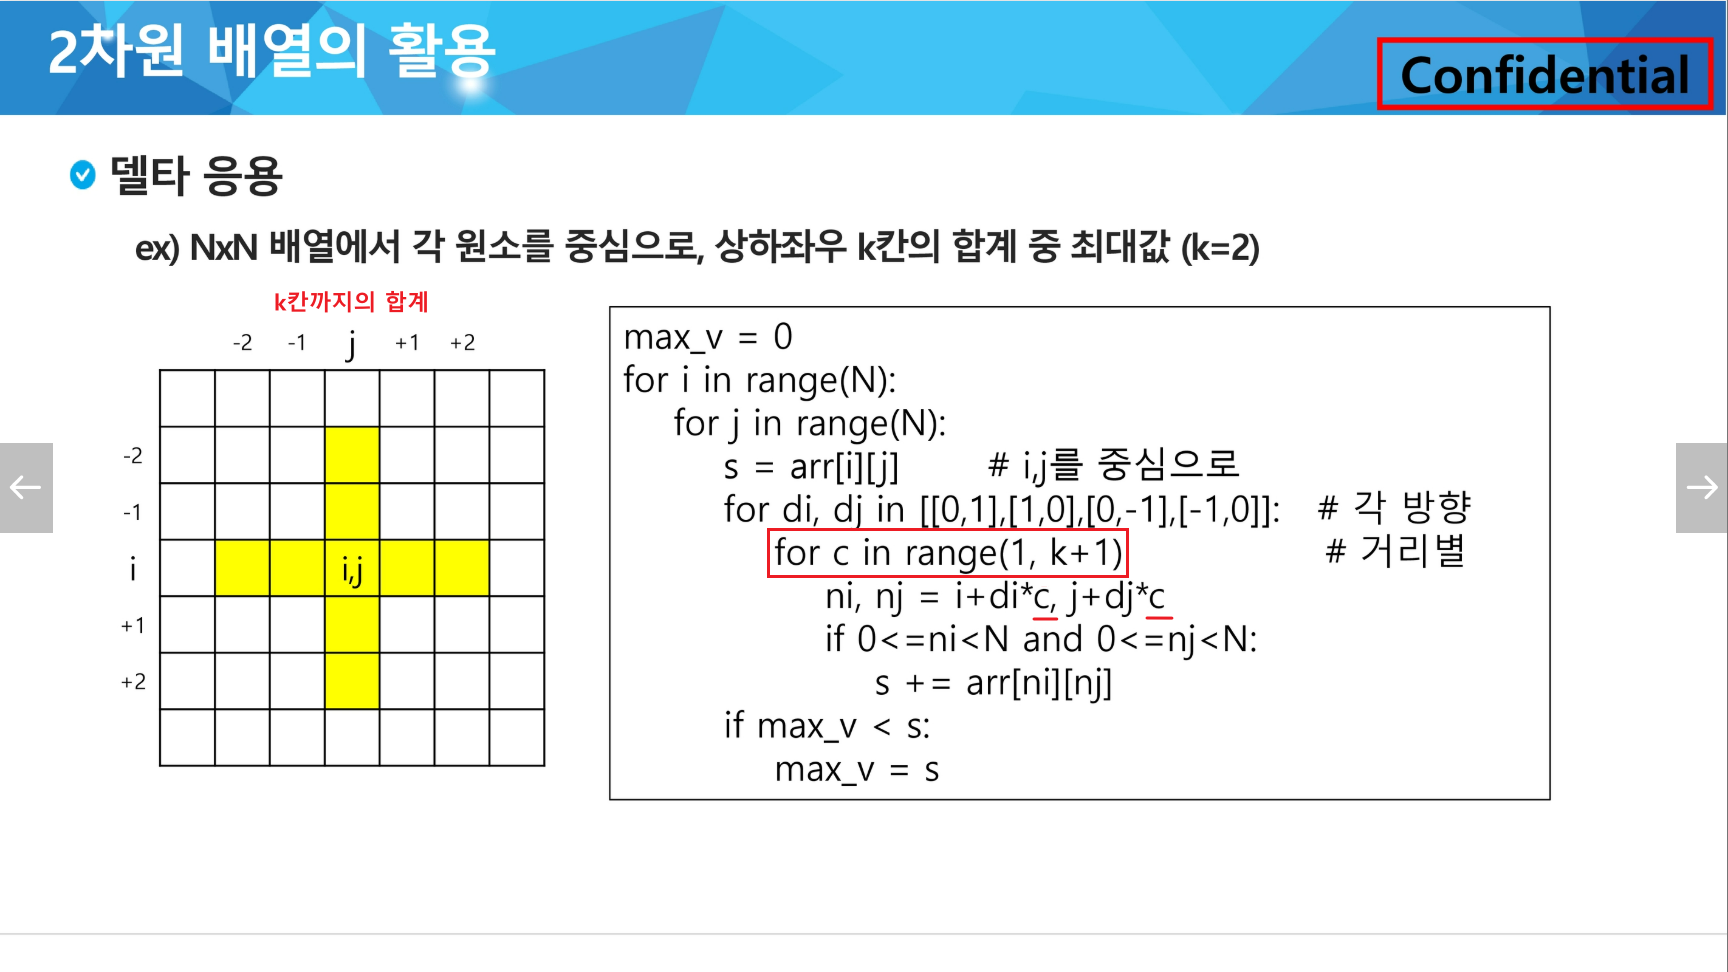 2차원 배열의 활용
Confidential
델타 응용
ex) NxN 배열에서 각 원소를 중심으로, 상하좌우 k칸의 합계 중 최대값 (k=2)
k칸까지의 합계
-2 -1 j +1 +2
-2
-1
i i,j
+1
+2
max_v = 0
for i in range(N):
for j in range(N):
s = arr[i][j] # i,j를 중심으로
for di, dj in [[0,1],[1,0],[0,-1],[-1,0]]: # 각 방향
for c in range(1, k+1) # 거리별
ni, nj = i+di*c, j+dj*c
if 0<=ni<N and 0<=nj<N:
s += arr[ni][nj]
if max_v < s:
max_v = s